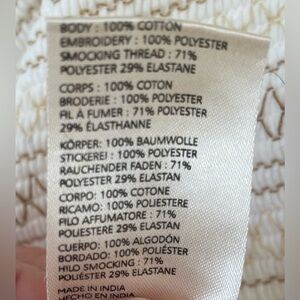 BODY : 100% COTTON
EMBROIDERY : 100% POLYESTER
SMOCKING THREAD : 71%
POLYESTER 29% ELASTANE
CORPS : 100% COTON
BRODERIE : 100% POLYESTER
FIL A FUMER : 71% POLYESTER
29% ÉLASTHANNE
KÖRPER: 100% BAUMWOLLE
STICKEREI : 100% POLYESTER
RAUCHENDER FADEN : 71%
POLYESTER 29% ELASTAN
CORPO: 100% COTONE
RICAMO: 100% POLIESTERE
FILO AFFUMATORE : 71%
POLIESTERE 29% ELASTAN
CUERPO: 100% ALGODÓN
BORDADO: 100% POLIÉSTER
HILO SMOCKING : 71%
POLIÉSTER 29% ELASTAN
MADE IN INDIA
HECHO EN INDIA